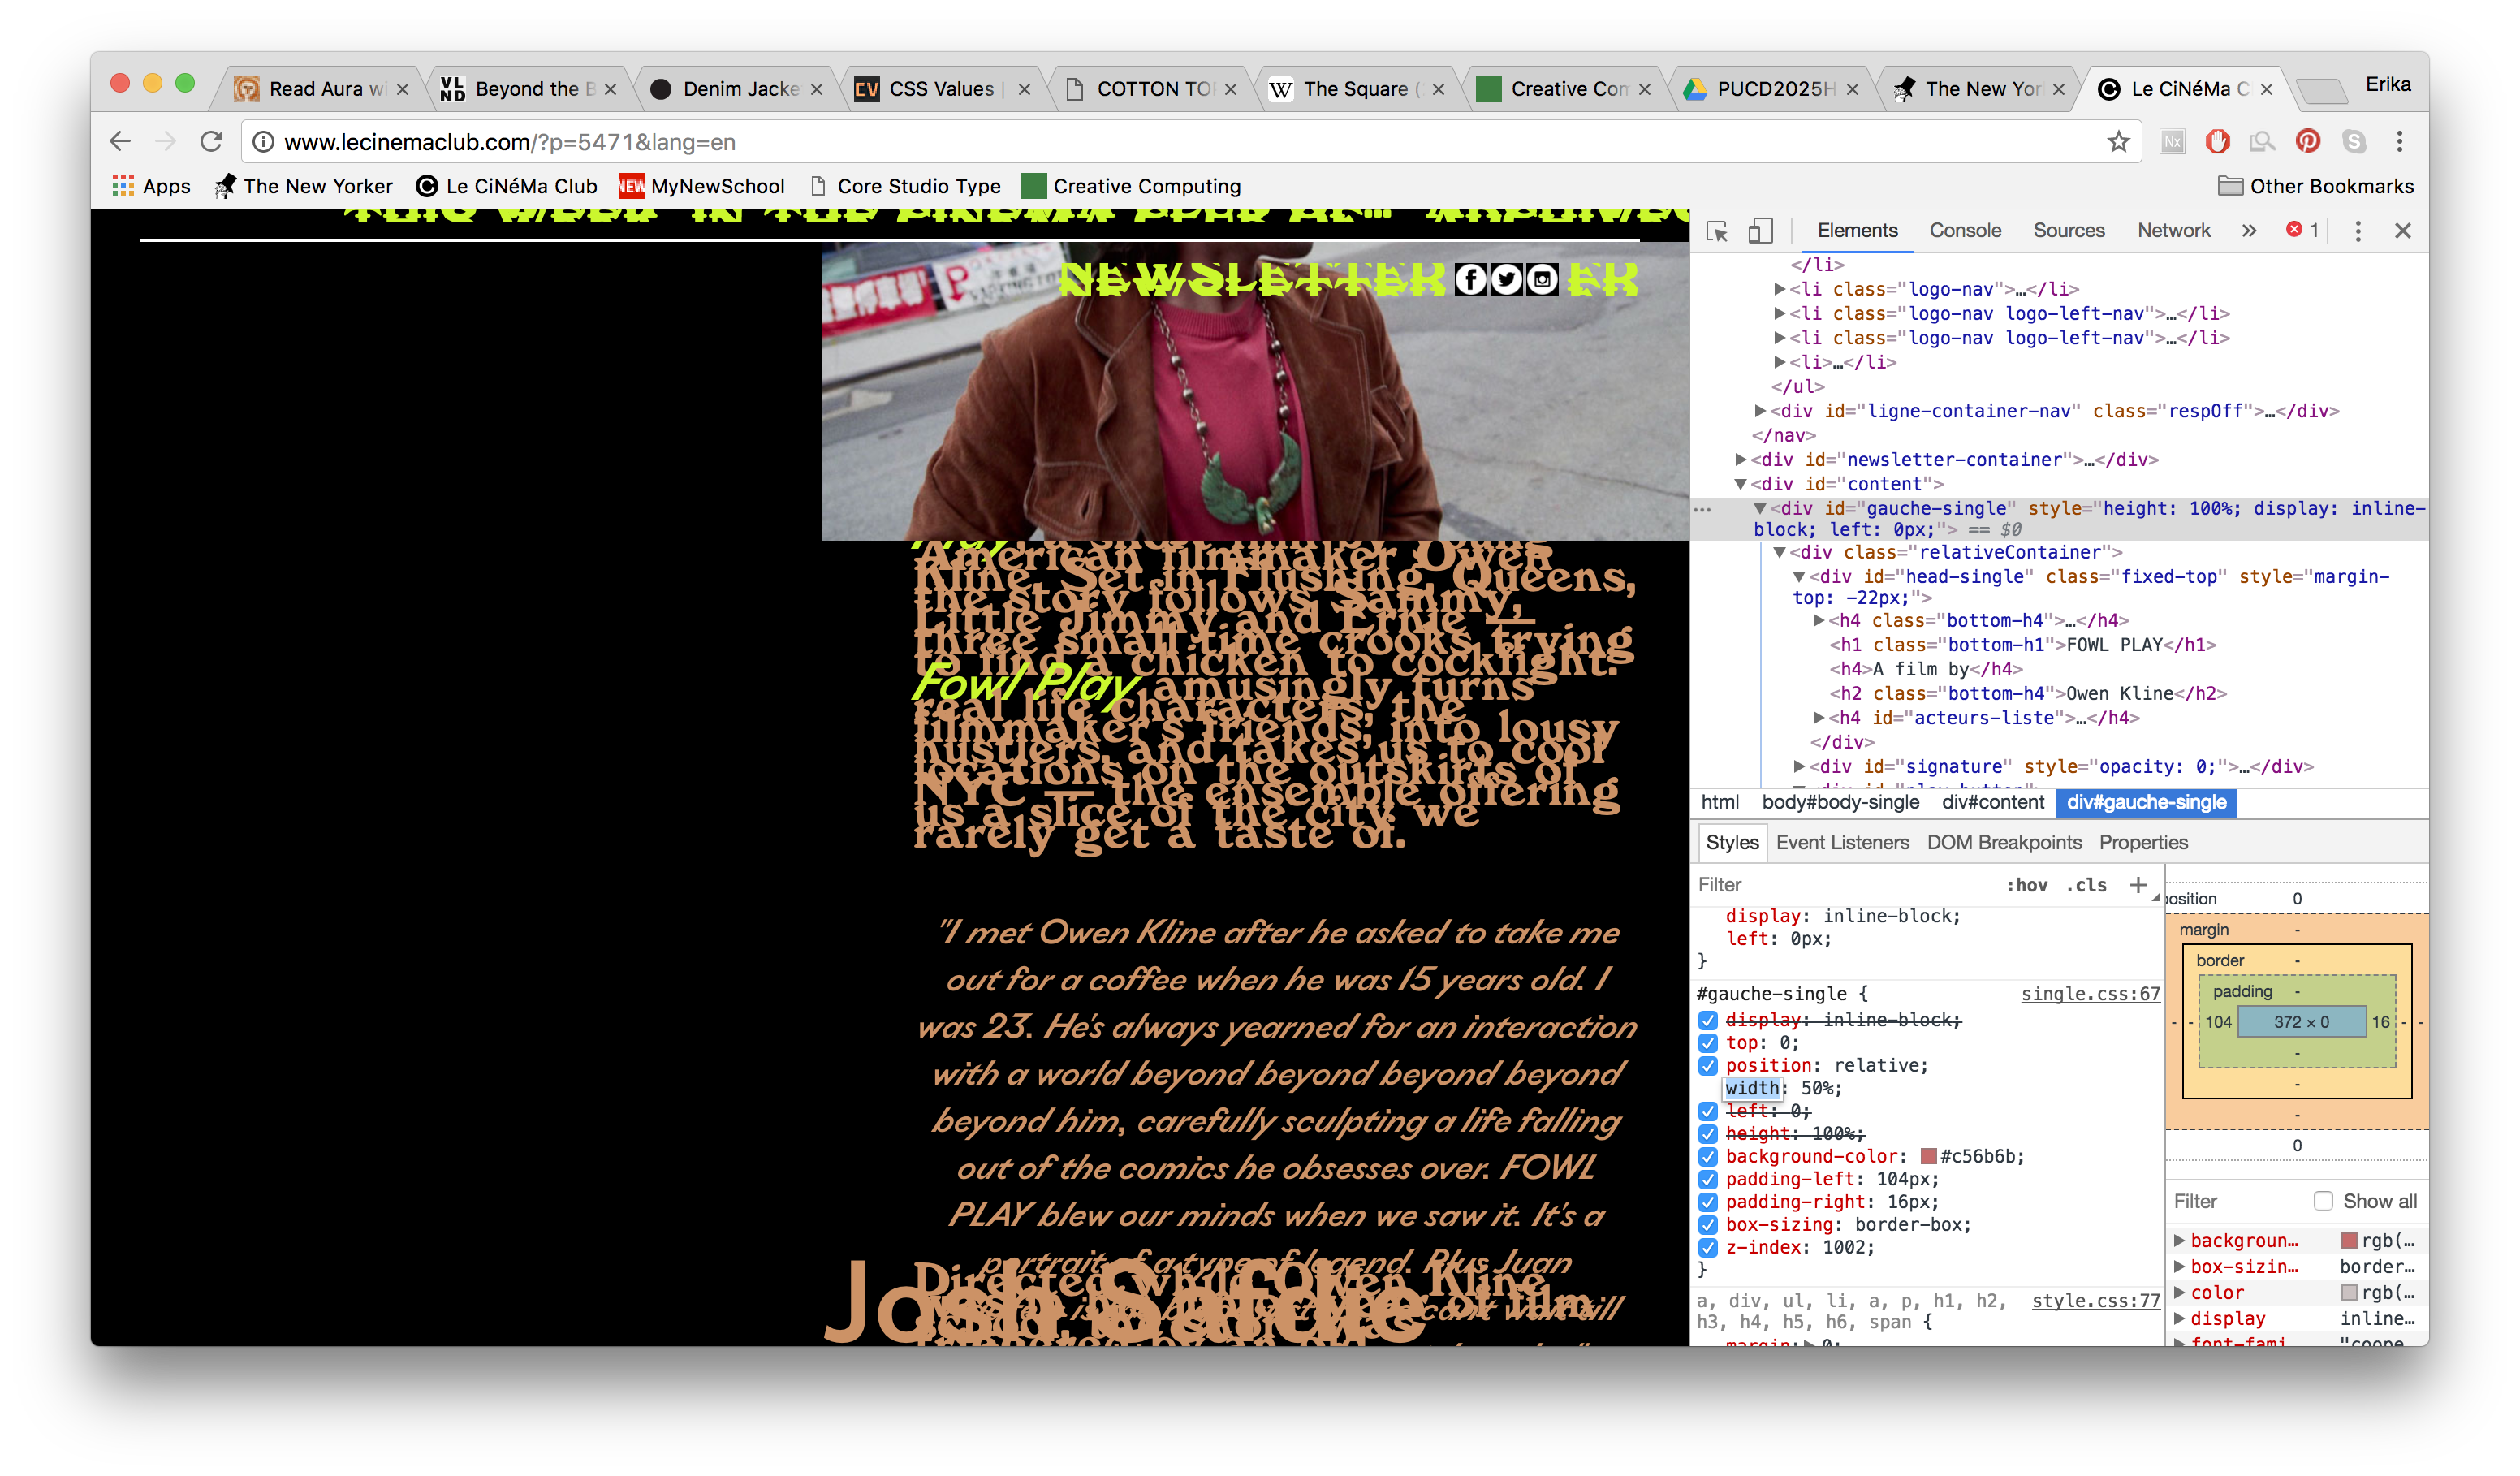 Read Aura wi
VLND Beyond the B
Denim Jacke
CV CSS Values |
COTTON TO
W The Square (
Creative Com
PUCD2025H
The New Yor
Le CiNéMa C
Erika
www.lecinemaclub.com/?p=5471&lang=en
Apps
The New Yorker
Le CiNéMa Club
NEW MyNewSchool
Core Studio Type
Creative Computing
Other Bookmarks
NEWSLETTER ER
American filmmaker Owen
Kline. Set in Flushing, Queens,
the story follows Sammy,
Little Jimmy and Ernie —
three small time crooks trying
to find a chicken to cockfight.
Fowl Play amusingly turns
real life characters, the
filmmaker's friends, into lousy
hustlers, and takes us to cool
locations on the outskirts of
NYC — the ensemble offering
us a slice of the city we
rarely get a taste of.
"I met Owen Kline after he asked to take me
out for a coffee when he was 15 years old. I
was 23. He's always yearned for an interaction
with a world beyond beyond beyond beyond
beyond him, carefully sculpting a life falling
out of the comics he obsesses over. FOWL
PLAY blew our minds when we saw it. It's a
portrait of a type of legend. Plus Juan
Directed while Owen Kline
Josh Safdie
Elements Console Sources Network » 1
</li>
<li class="logo-nav">…</li>
<li class="logo-nav logo-left-nav">…</li>
<li class="logo-nav logo-left-nav">…</li>
<li>…</li>
</ul>
<div id="ligne-container-nav" class="respOff">…</div>
</nav>
<div id="newsletter-container">…</div>
<div id="content">
<div id="gauche-single" style="height: 100%; display: inline-
block; left: 0px;"> == $0
<div class="relativeContainer">
<div id="head-single" class="fixed-top" style="margin-
top: -22px;">
<h4 class="bottom-h4">…</h4>
<h1 class="bottom-h1">FOWL PLAY</h1>
<h4>A film by</h4>
<h2 class="bottom-h4">Owen Kline</h2>
<h4 id="acteurs-liste">…</h4>
</div>
<div id="signature" style="opacity: 0;">…</div>
html body#body-single div#content div#gauche-single
Styles Event Listeners DOM Breakpoints Properties
Filter :hov .cls +
display: inline-block;
left: 0px;
}
#gauche-single { single.css:67
display: inline-block;
top: 0;
position: relative;
width: 50%;
left: 0;
height: 100%;
background-color: #c56b6b;
padding-left: 104px;
padding-right: 16px;
box-sizing: border-box;
z-index: 1002;
}
a, div, ul, li, a, p, h1, h2, style.css:77
h3, h4, h5, h6, span {
margin: 0;
position 0
margin -
border -
padding -
- - 104 372 × 0 16 - -
-
-
-
0
Filter Show all
backgroun… rgb(…
box-sizin… border…
color rgb(…
display inline…
font-fami… "coope